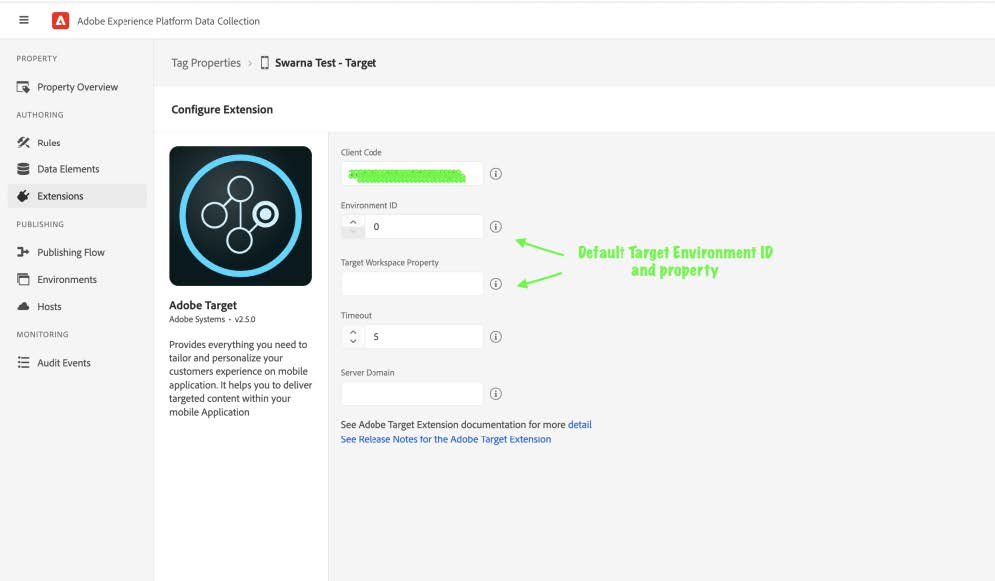 Adobe Experience Platform Data Collection
PROPERTY
Property Overview
AUTHORING
Rules
Data Elements
Extensions
PUBLISHING
Publishing Flow
Environments
Hosts
MONITORING
Audit Events
Tag Properties > Swarna Test - Target
Configure Extension
Adobe Target
Adobe Systems • v2.5.0
Provides everything you need to
tailor and personalize your
customers experience on mobile
application. It helps you to deliver
targeted content within your
mobile Application
Client Code
Environment ID
0
Target Workspace Property
Timeout
5
Server Domain
See Adobe Target Extension documentation for more detail
See Release Notes for the Adobe Target Extension
Default Target Environment ID
and property